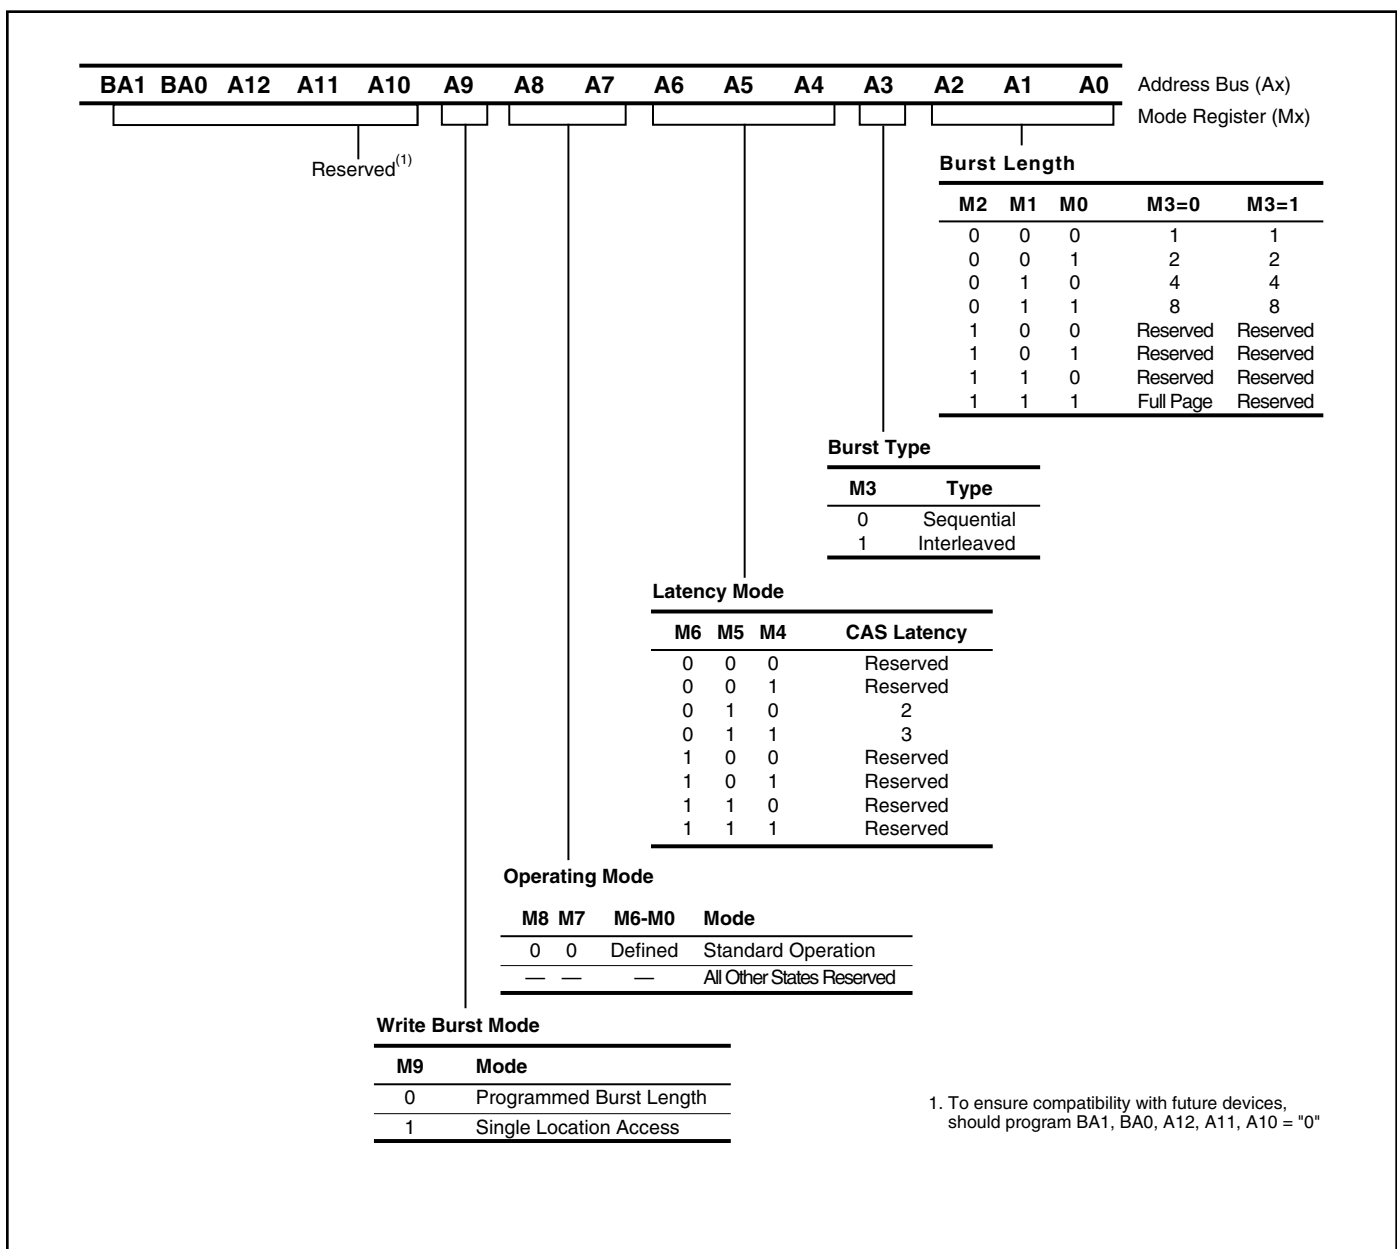 BA1 BA0 A12 A11 A10 A9 A8 A7 A6 A5 A4 A3 A2 A1 A0 Address Bus (Ax)
Mode Register (Mx)
Reserved(1)
Burst Length
M2 M1 M0 M3=0 M3=1
0 0 0 1 1
0 0 1 2 2
0 1 0 4 4
0 1 1 8 8
1 0 0 Reserved Reserved
1 0 1 Reserved Reserved
1 1 0 Reserved Reserved
1 1 1 Full Page Reserved
Burst Type
M3 Type
0 Sequential
1 Interleaved
Latency Mode
M6 M5 M4 CAS Latency
0 0 0 Reserved
0 0 1 Reserved
0 1 0 2
0 1 1 3
1 0 0 Reserved
1 0 1 Reserved
1 1 0 Reserved
1 1 1 Reserved
Operating Mode
M8 M7 M6-M0 Mode
0 0 Defined Standard Operation
— — — All Other States Reserved
Write Burst Mode
M9 Mode
0 Programmed Burst Length
1 Single Location Access
1. To ensure compatibility with future devices,
should program BA1, BA0, A12, A11, A10 = "0"